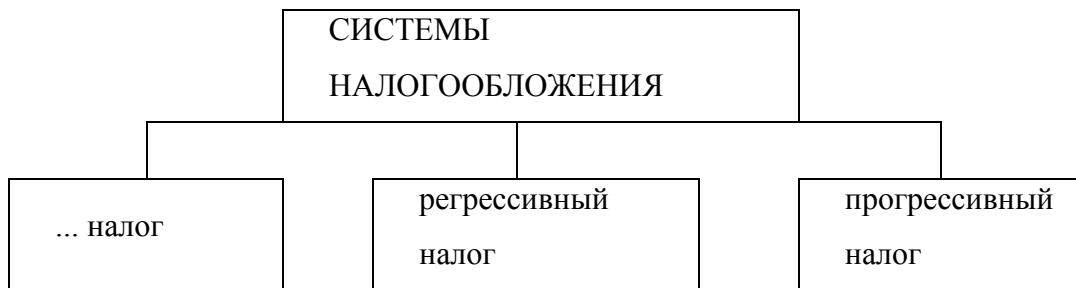 СИСТЕМЫ
НАЛОГООБЛОЖЕНИЯ
... налог
регрессивный
налог
прогрессивный
налог